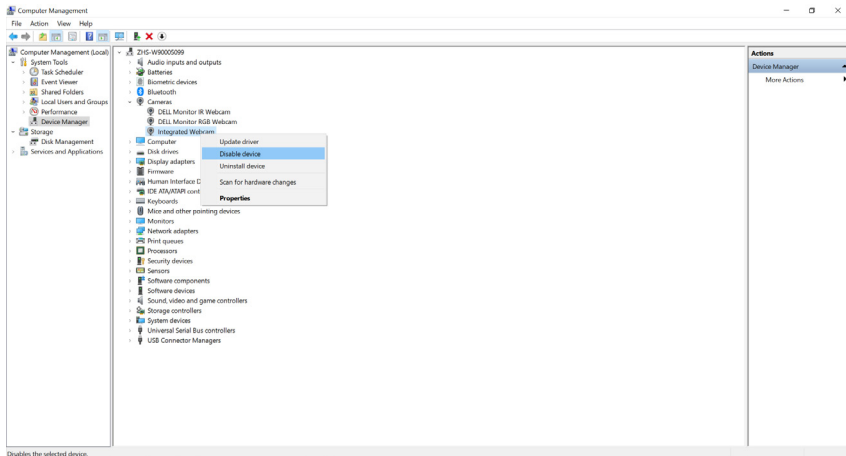 Computer Management
File Action View Help
Computer Management (Local)
System Tools
Task Scheduler
Event Viewer
Shared Folders
Local Users and Groups
Performance
Device Manager
Storage
Disk Management
Services and Applications
ZHS-W90005099
Audio inputs and outputs
Batteries
Biometric devices
Bluetooth
Cameras
DELL Monitor IR Webcam
DELL Monitor RGB Webcam
Integrated Webcam
Computer
Disk drives
Display adapters
Firmware
Human Interface D
IDE ATA/ATAPI cont
Keyboards
Mice and other pointing devices
Monitors
Network adapters
Print queues
Processors
Security devices
Sensors
Software components
Software devices
Sound, video and game controllers
Storage controllers
System devices
Universal Serial Bus controllers
USB Connector Managers
Update driver
Disable device
Uninstall device
Scan for hardware changes
Properties
Actions
Device Manager
More Actions
Disables the selected device.